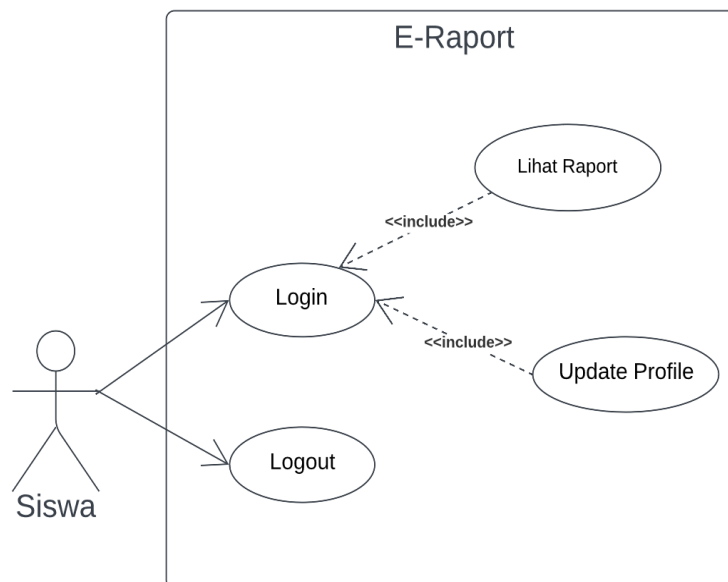 E-Raport
Lihat Raport
<<include>>
Login
<<include>>
Update Profile
Logout
Siswa